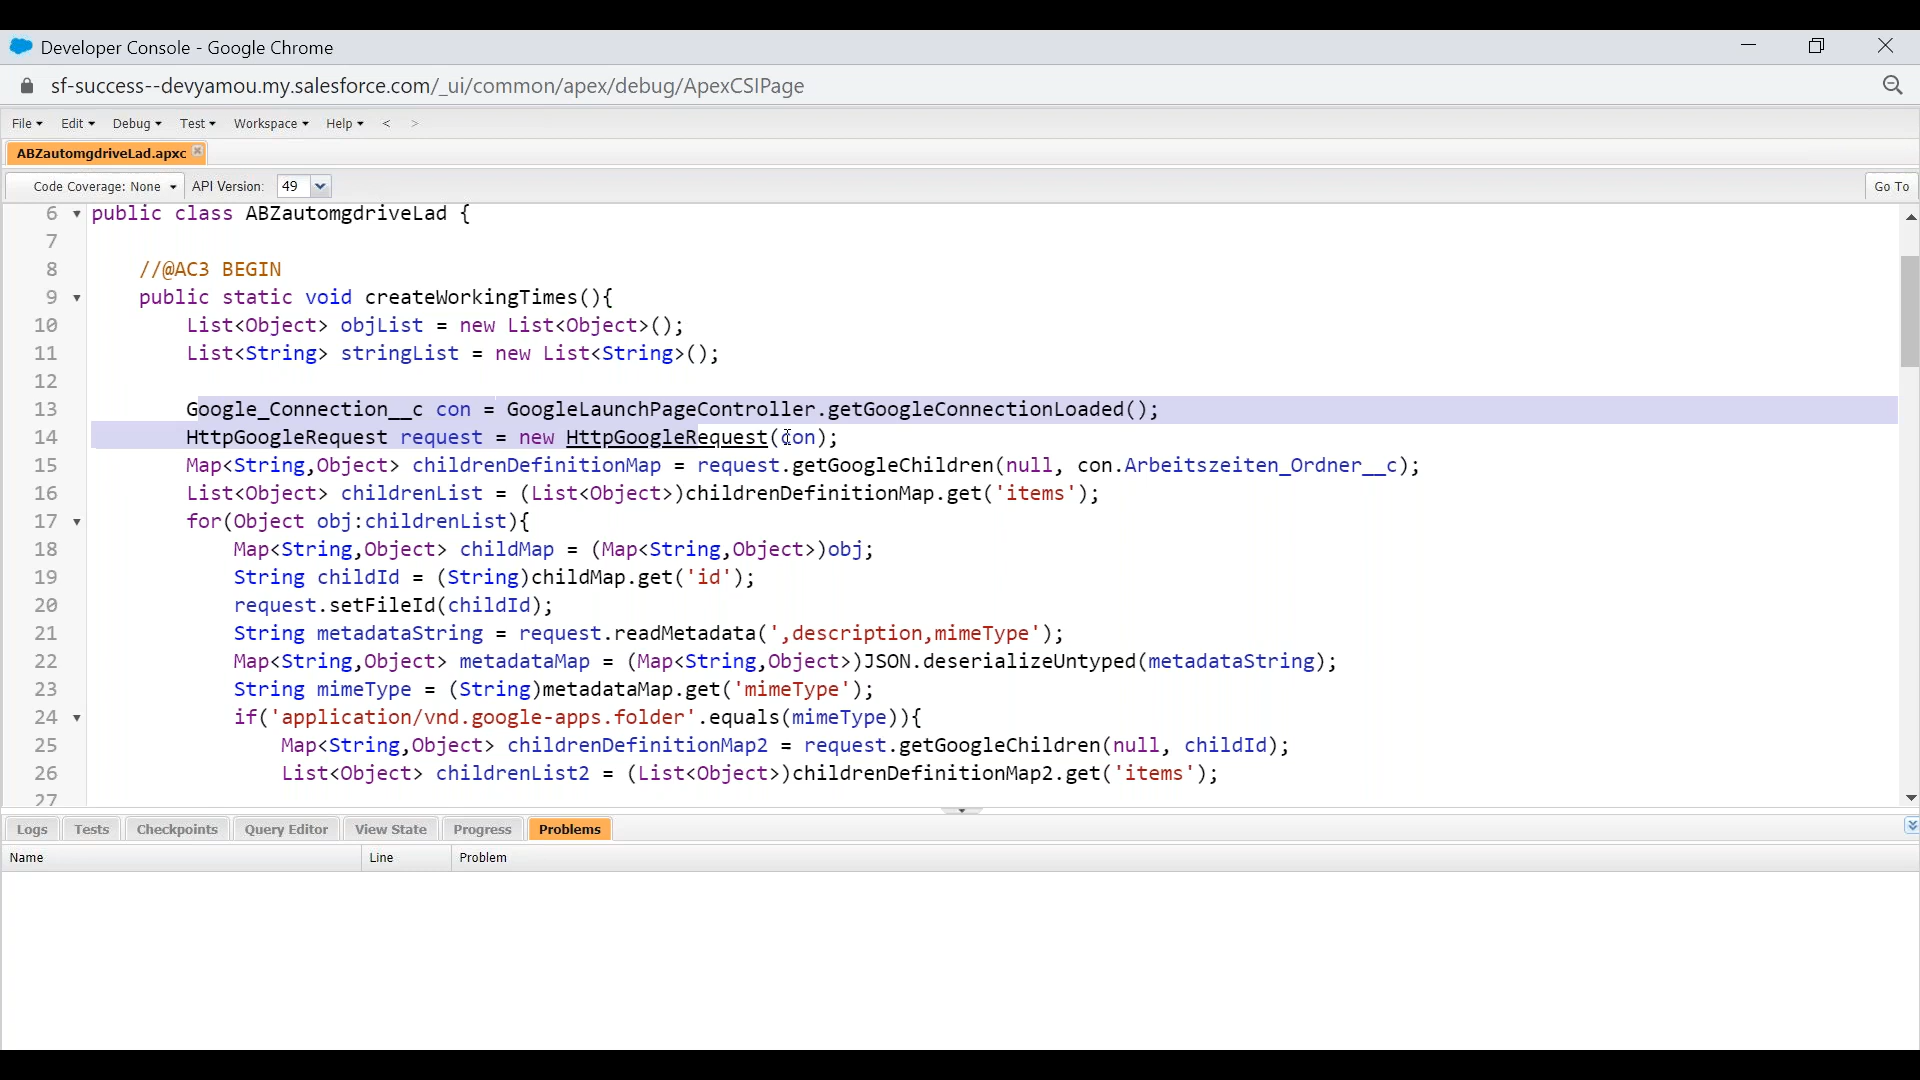 Developer Console - Google Chrome
sf-success--devyamou.my.salesforce.com/_ui/common/apex/debug/ApexCSIPage
File Edit Debug Test Workspace Help < >
ABZautomgdriveLad.apxc
Code Coverage: None API Version: 49 Go To
6 public class ABZautomgdriveLad {
7
8 //@AC3 BEGIN
9 public static void createWorkingTimes(){
10 List<Object> objList = new List<Object>();
11 List<String> stringList = new List<String>();
12
13 Google_Connection__c con = GoogleLaunchPageController.getGoogleConnectionLoaded();
14 HttpGoogleRequest request = new HttpGoogleRequest(con);
15 Map<String,Object> childrenDefinitionMap = request.getGoogleChildren(null, con.Arbeitszeiten_Ordner__c);
16 List<Object> childrenList = (List<Object>)childrenDefinitionMap.get('items');
17 for(Object obj:childrenList){
18 Map<String,Object> childMap = (Map<String,Object>)obj;
19 String childId = (String)childMap.get('id');
20 request.setFileId(childId);
21 String metadataString = request.readMetadata(',description,mimeType');
22 Map<String,Object> metadataMap = (Map<String,Object>)JSON.deserializeUntyped(metadataString);
23 String mimeType = (String)metadataMap.get('mimeType');
24 if('application/vnd.google-apps.folder'.equals(mimeType)){
25 Map<String,Object> childrenDefinitionMap2 = request.getGoogleChildren(null, childId);
26 List<Object> childrenList2 = (List<Object>)childrenDefinitionMap2.get('items');
27
Logs Tests Checkpoints Query Editor View State Progress Problems
Name Line Problem